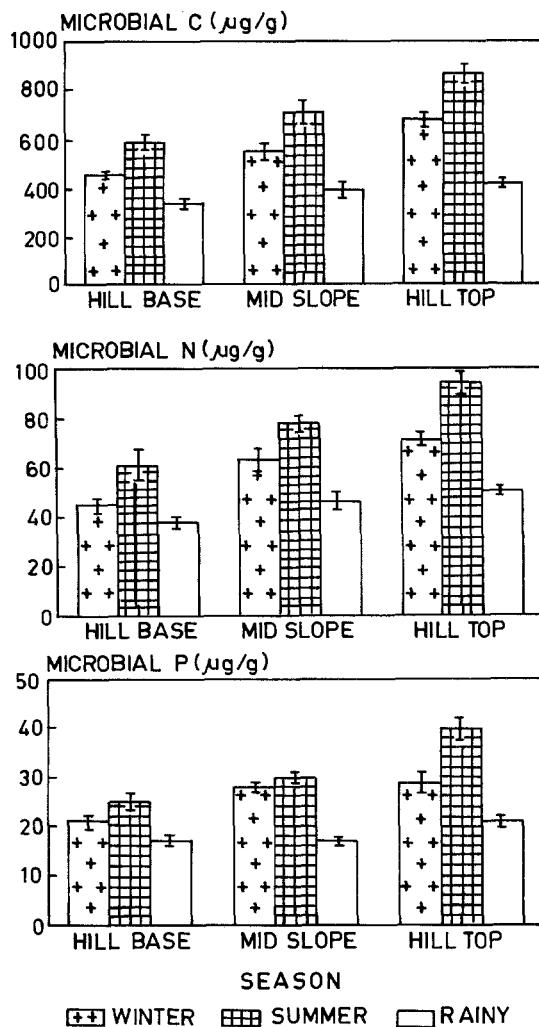 MICROBIAL C (µg/g)
1000
800
600
400
200
0
HILL BASE MID SLOPE HILL TOP
MICROBIAL N (µg/g)
100
80
60
40
20
0
HILL BASE MID SLOPE HILL TOP
MICROBIAL P (µg/g)
50
40
30
20
10
0
HILL BASE MID SLOPE HILL TOP
SEASON
WINTER SUMMER RAINY